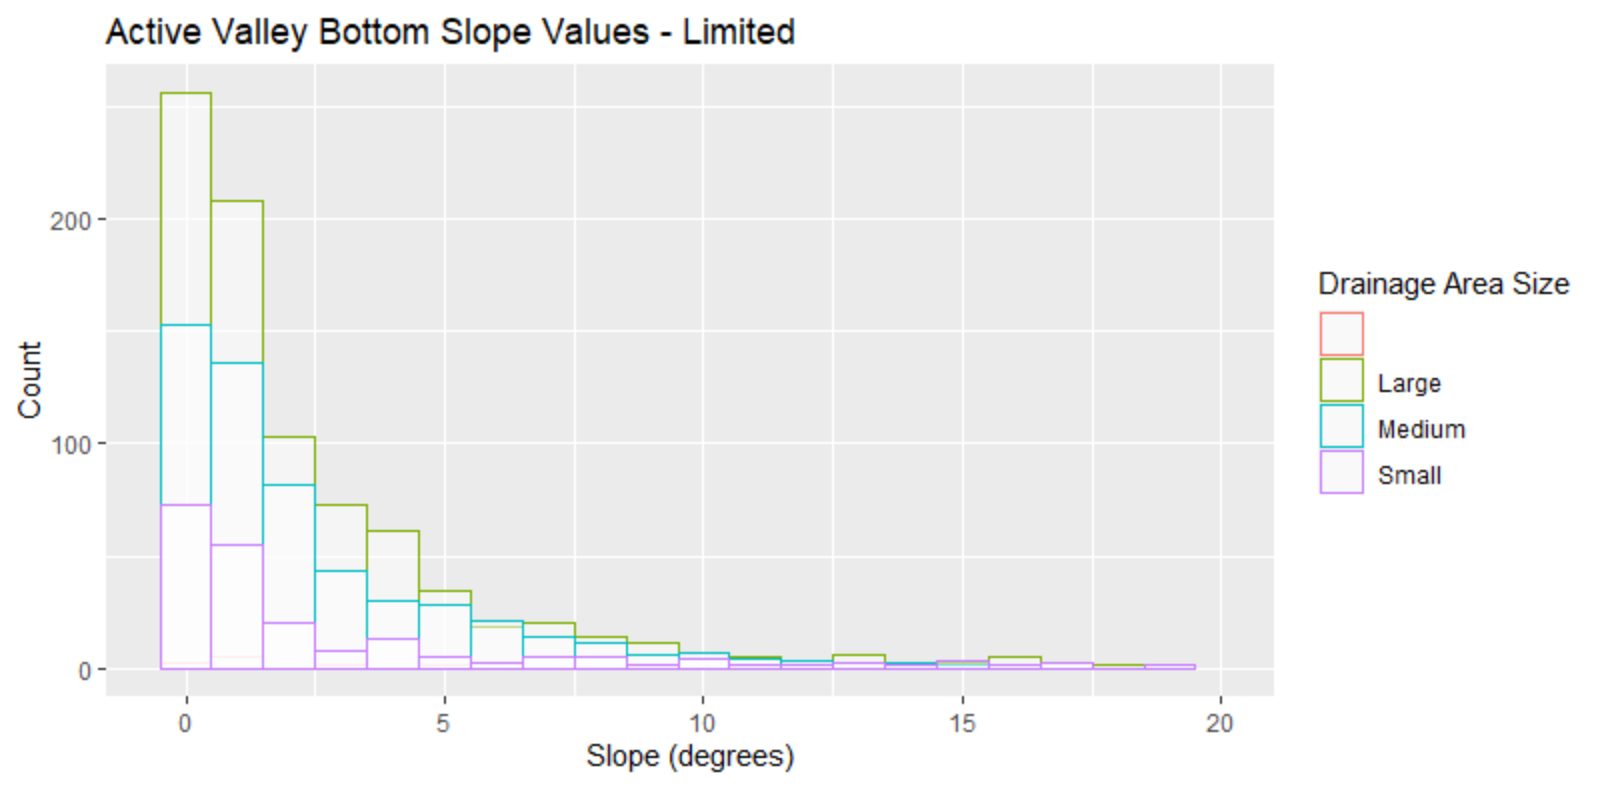 Active Valley Bottom Slope Values - Limited
200
100
0
Count
0 5 10 15 20
Slope (degrees)
Drainage Area Size
Large
Medium
Small